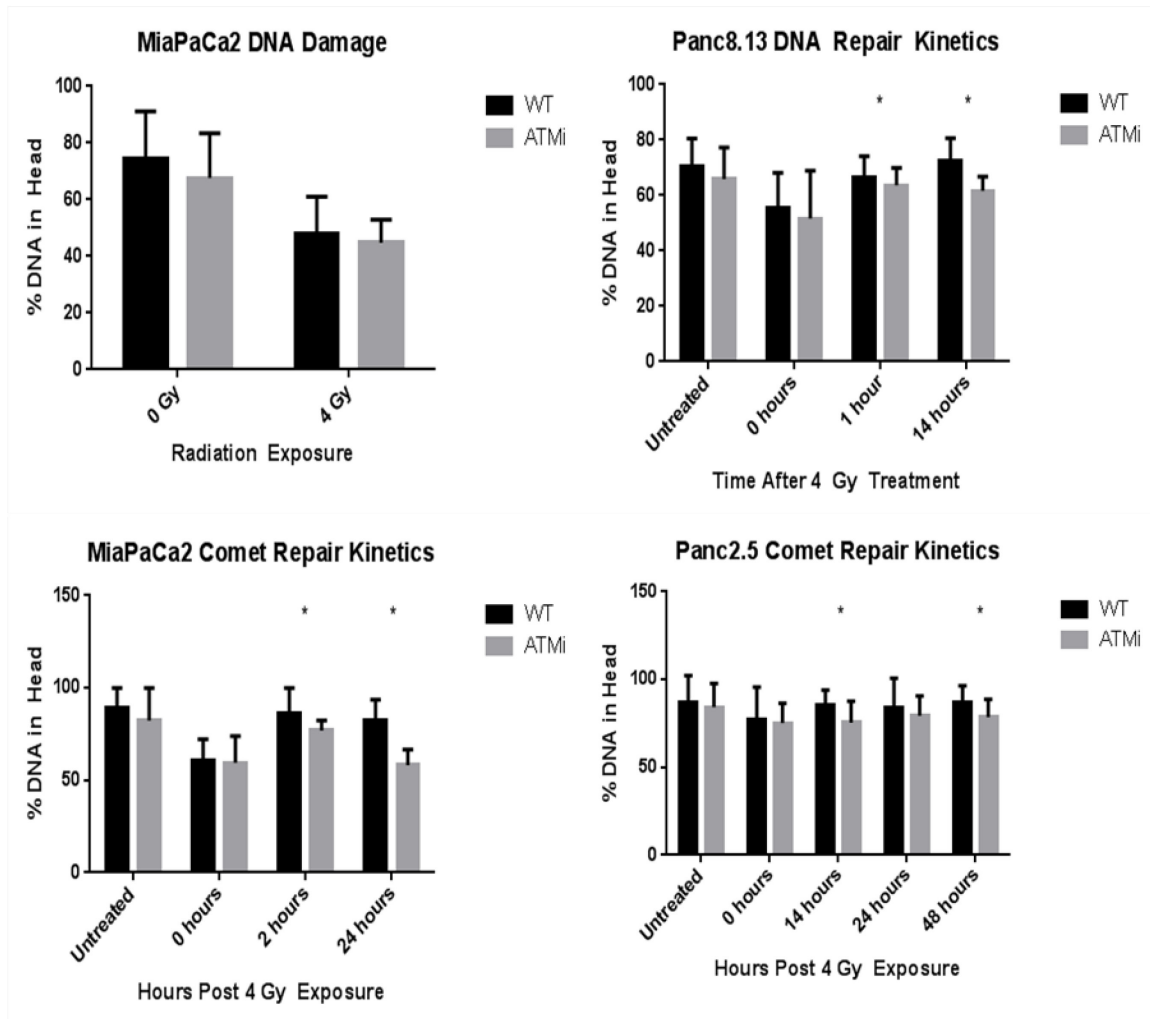 MiaPaCa2 DNA Damage
% DNA in Head
100
80
60
40
20
0
0 Gy
4 Gy
Radiation Exposure
WT
ATMi
Panc8.13 DNA Repair Kinetics
% DNA in Head
100
80
60
40
20
0
*
*
Untreated
0 hours
1 hour
14 hours
Time After 4 Gy Treatment
WT
ATMi
MiaPaCa2 Comet Repair Kinetics
% DNA in Head
150
100
50
0
*
*
Untreated
0 hours
2 hours
24 hours
Hours Post 4 Gy Exposure
WT
ATMi
Panc2.5 Comet Repair Kinetics
% DNA in Head
150
100
50
0
*
*
Untreated
0 hours
14 hours
24 hours
48 hours
Hours Post 4 Gy Exposure
WT
ATMi